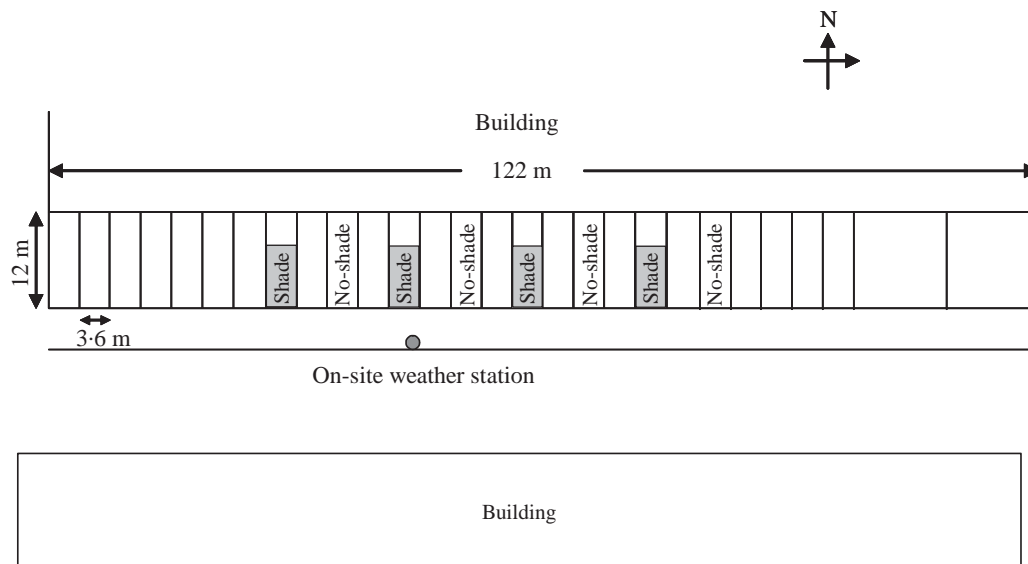 N
Building
122 m
12 m
Shade
No-shade
Shade
No-shade
Shade
No-shade
Shade
No-shade
3·6 m
On-site weather station
Building